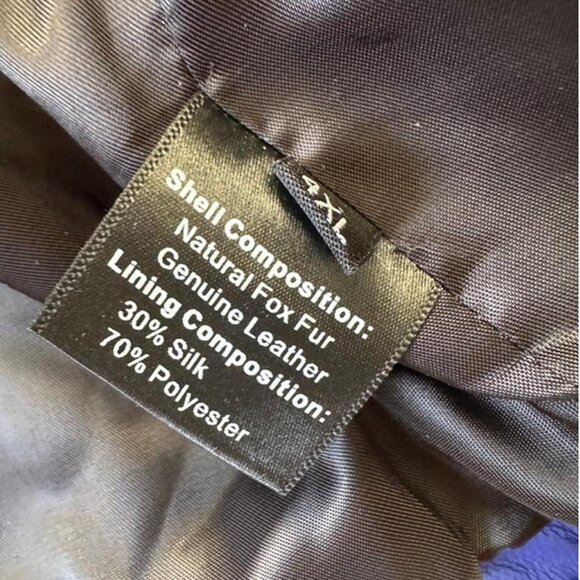 4XL
Shell Composition:
Natural Fox Fur
Genuine Leather
Lining Composition:
30% Silk
70% Polyester